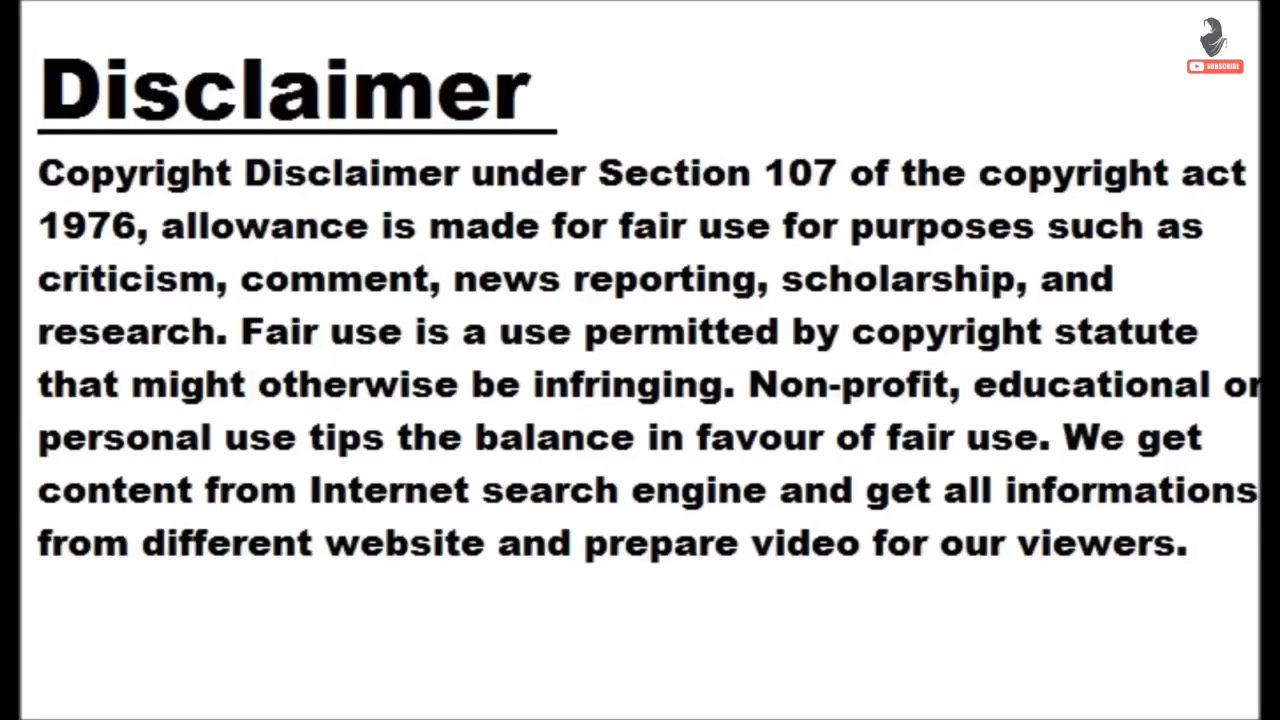 SUBSCRIBE
Disclaimer
Copyright Disclaimer under Section 107 of the copyright act
1976, allowance is made for fair use for purposes such as
criticism, comment, news reporting, scholarship, and
research. Fair use is a use permitted by copyright statute
that might otherwise be infringing. Non-profit, educational or
personal use tips the balance in favour of fair use. We get
content from Internet search engine and get all informations
from different website and prepare video for our viewers.